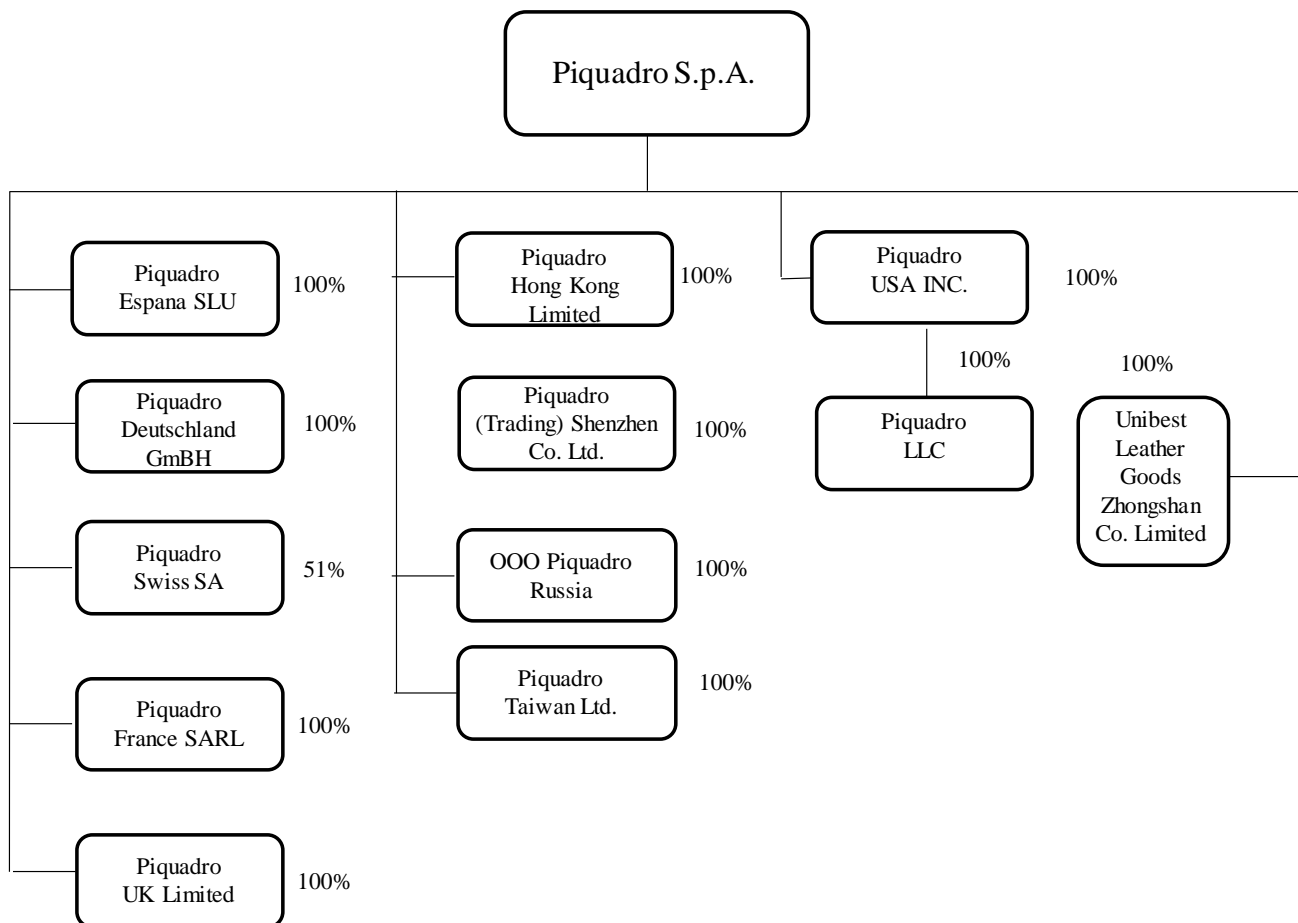 Piquadro S.p.A.
Piquadro
Espana SLU
100%
Piquadro
Hong Kong
Limited
100%
Piquadro
USA INC.
100%
Piquadro
Deutschland
GmBH
100%
Piquadro
(Trading) Shenzhen
Co. Ltd.
100%
100%
Piquadro
LLC
100%
Unibest
Leather
Goods
Zhongshan
Co. Limited
Piquadro
Swiss SA
51%
OOO Piquadro
Russia
100%
Piquadro
France SARL
100%
Piquadro
Taiwan Ltd.
100%
Piquadro
UK Limited
100%